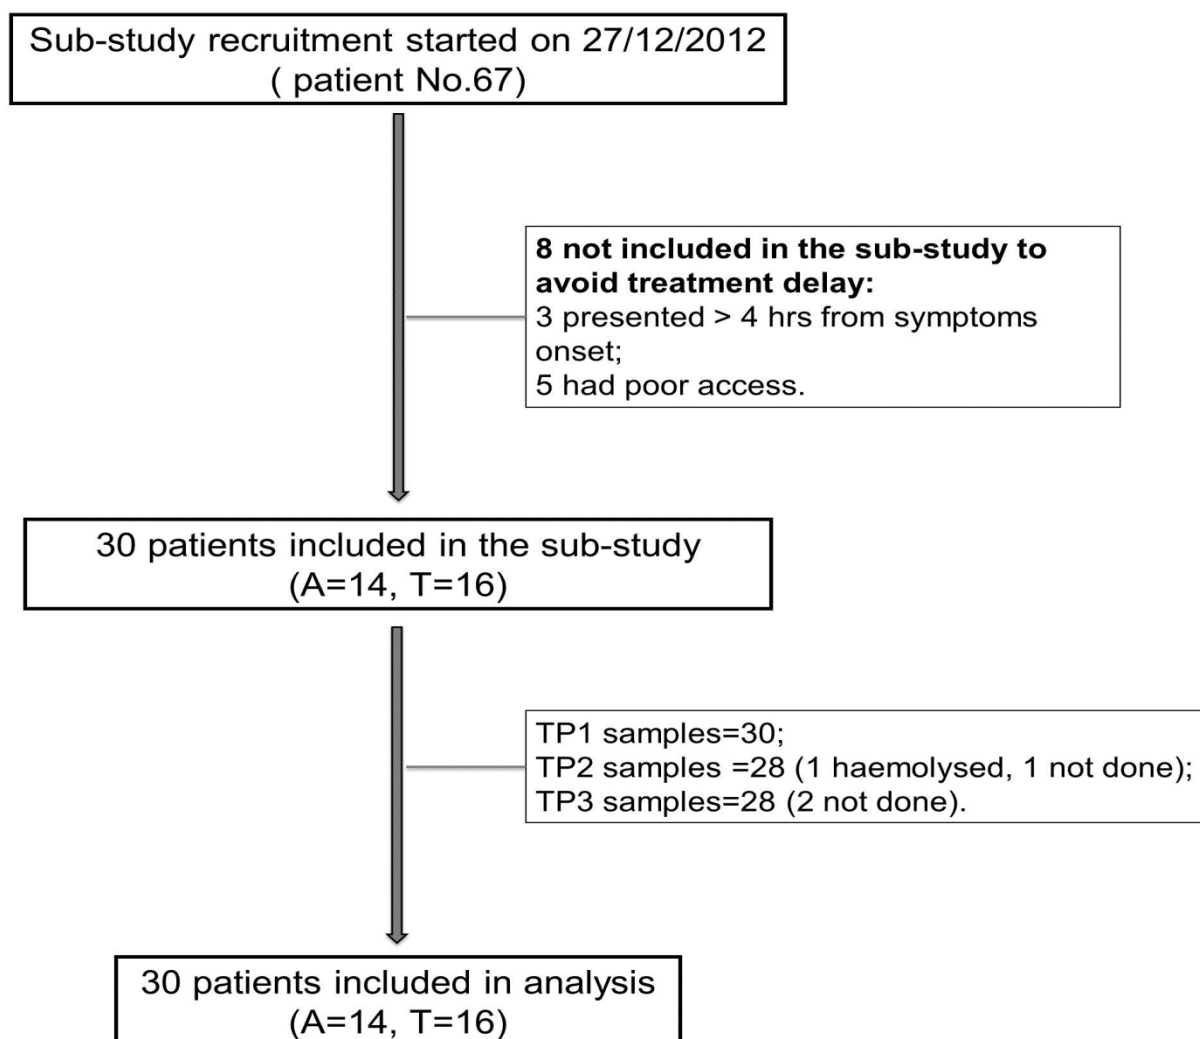 Sub-study recruitment started on 27/12/2012
( patient No.67)
8 not included in the sub-study to
avoid treatment delay:
3 presented > 4 hrs from symptoms
onset;
5 had poor access.
30 patients included in the sub-study
(A=14, T=16)
TP1 samples=30;
TP2 samples =28 (1 haemolysed, 1 not done);
TP3 samples=28 (2 not done).
30 patients included in analysis
(A=14, T=16)